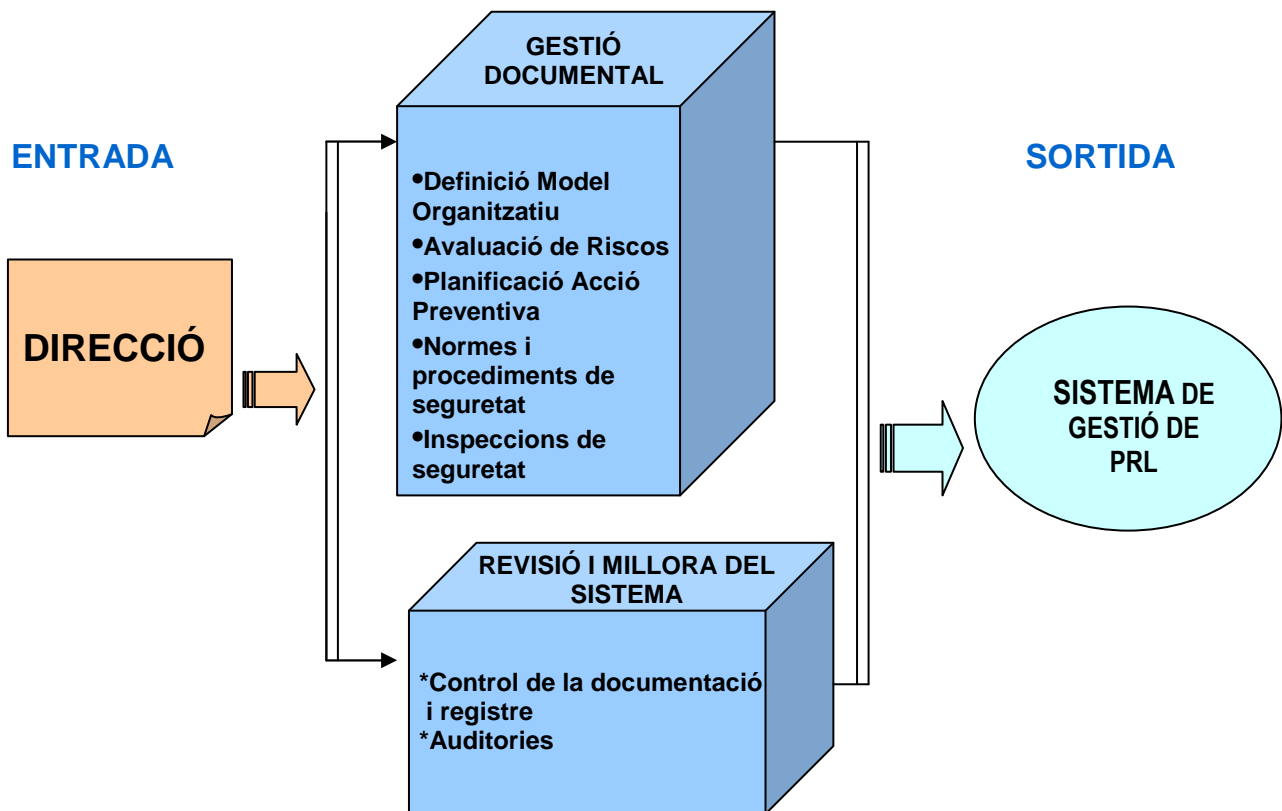 GESTIÓ
DOCUMENTAL
ENTRADA
SORTIDA
•Definició Model
Organitzatiu
•Avaluació de Riscos
•Planificació Acció
Preventiva
•Normes i
procediments de
seguretat
•Inspeccions de
seguretat
DIRECCIÓ
SISTEMA DE
GESTIÓ DE
PRL
REVISIÓ I MILLORA DEL
SISTEMA
*Control de la documentació
i registre
*Auditories